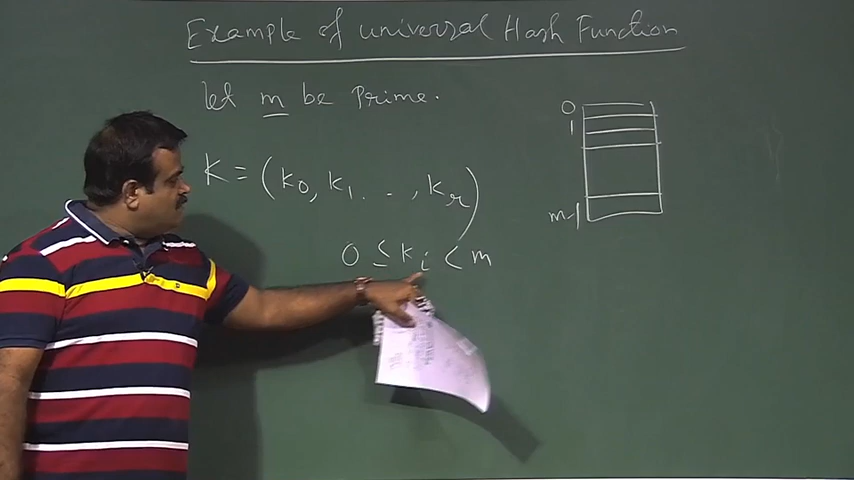 Example of universal Hash Function
let m be Prime.
K ≡ (k₀, k₁ . . . , kᵣ)
0 ≤ kᵢ < m
0
1
m-1